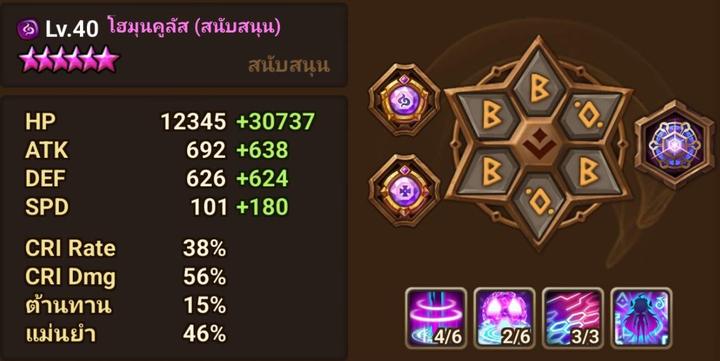 Lv.40 โฮมุนคูลัส (สนับสนุน)
สนับสนุน
HP 12345 +30737
ATK 692 +638
DEF 626 +624
SPD 101 +180
CRI Rate 38%
CRI Dmg 56%
ต้านทาน 15%
แม่นยำ 46%
4/6 2/6 3/3